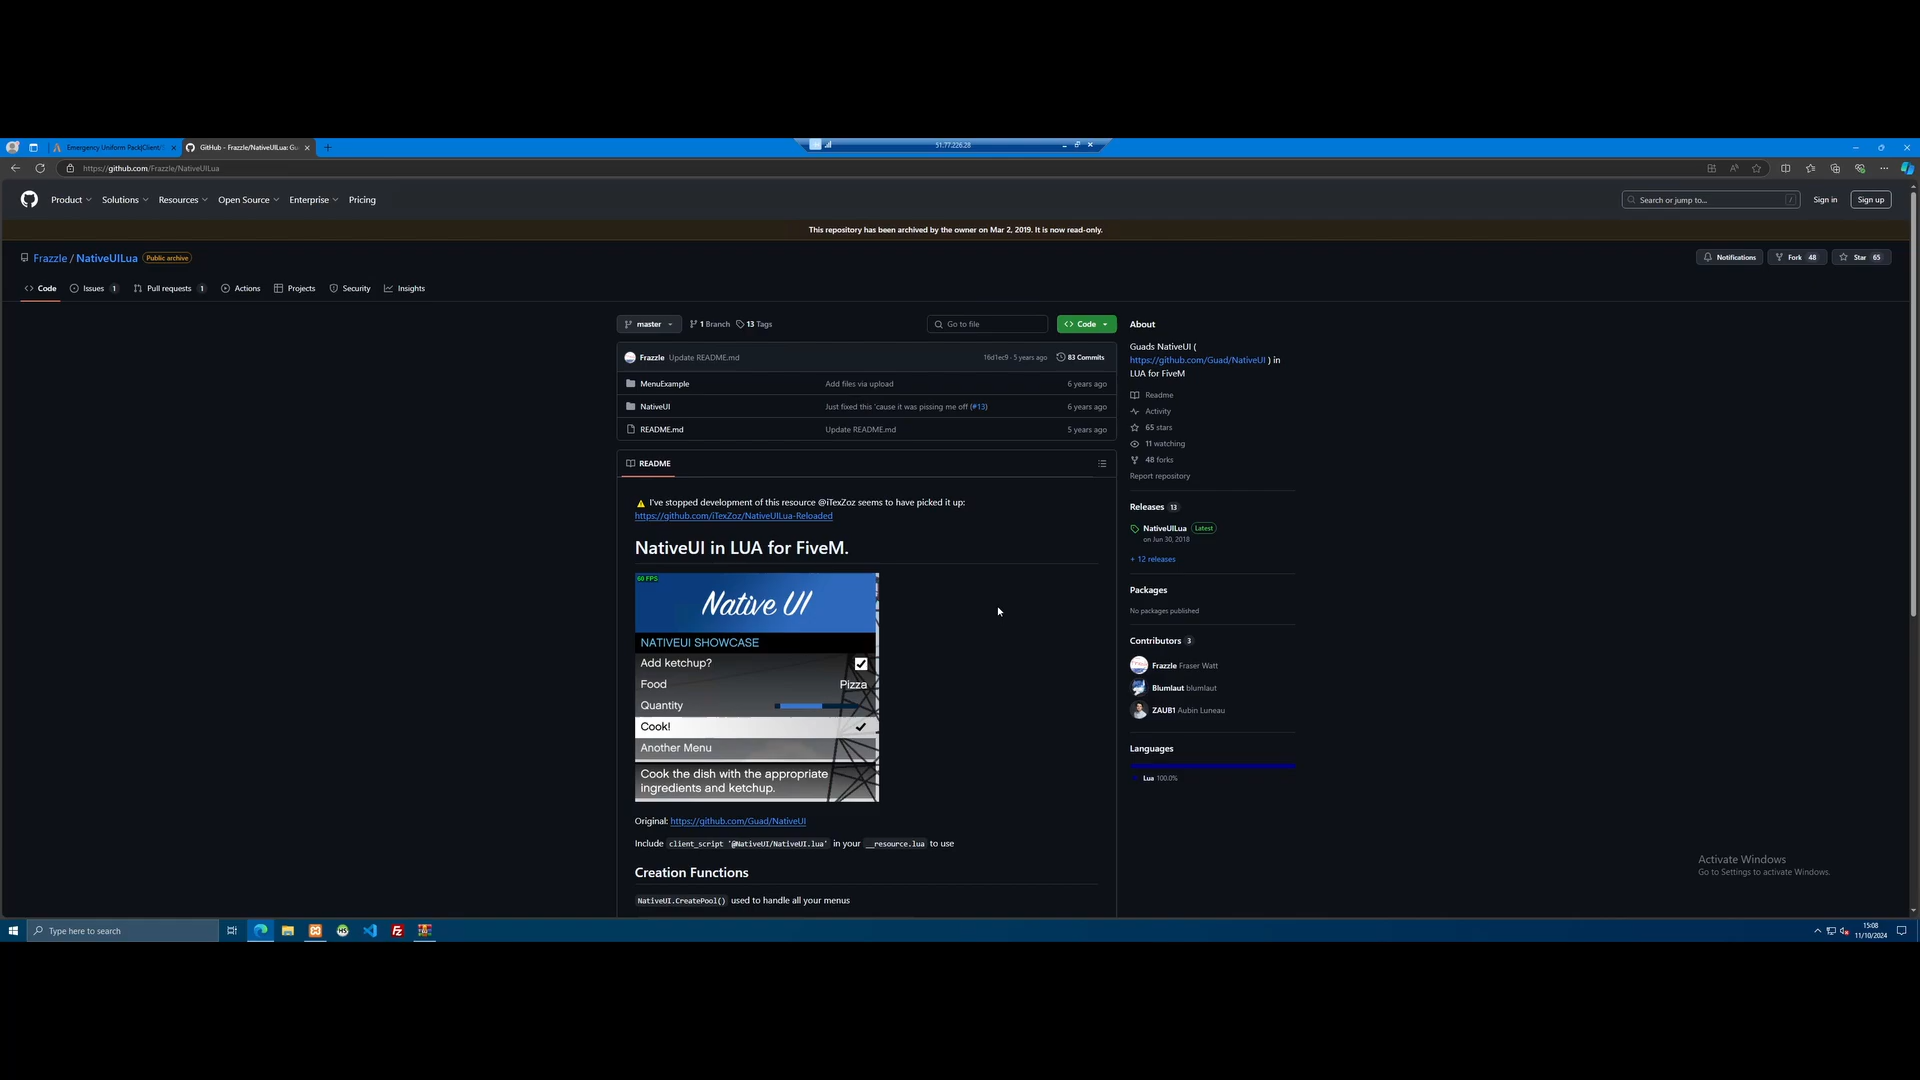 Emergency Uniform Pack[Client/S
GitHub - Frazzle/NativeUILua: Gu
51.77.226.28
https://github.com/Frazzle/NativeUILua
Product
Solutions
Resources
Open Source
Enterprise
Pricing
Search or jump to...
/
Sign in
Sign up
This repository has been archived by the owner on Mar 2, 2019. It is now read-only.
Frazzle / NativeUILua Public archive
Notifications
Fork 48
Star 65
Code
Issues 1
Pull requests 1
Actions
Projects
Security
Insights
master
1 Branch
13 Tags
Go to file
Code
Frazzle Update README.md
16d1ec9 · 5 years ago
83 Commits
MenuExample Add files via upload 6 years ago
NativeUI Just fixed this 'cause it was pissing me off (#13) 6 years ago
README.md Update README.md 5 years ago
README
I've stopped development of this resource @iTexZoz seems to have picked it up:
https://github.com/iTexZoz/NativeUILua-Reloaded
NativeUI in LUA for FiveM.
60 FPS
Native UI
NATIVEUI SHOWCASE
Add ketchup?
Food Pizza
Quantity
Cook!
Another Menu
Cook the dish with the appropriate
ingredients and ketchup.
Original: https://github.com/Guad/NativeUI
Include client_script '@NativeUI/NativeUI.lua' in your __resource.lua to use
Creation Functions
NativeUI.CreatePool() used to handle all your menus
About
Guads NativeUI (
https://github.com/Guad/NativeUI ) in
LUA for FiveM
Readme
Activity
65 stars
11 watching
48 forks
Report repository
Releases 13
NativeUILua Latest
on Jun 30, 2018
+ 12 releases
Packages
No packages published
Contributors 3
Frazzle Fraser Watt
Blumlaut blumlaut
ZAUB1 Aubin Luneau
Languages
Lua 100.0%
Activate Windows
Go to Settings to activate Windows.
Type here to search
15:08
11/10/2024